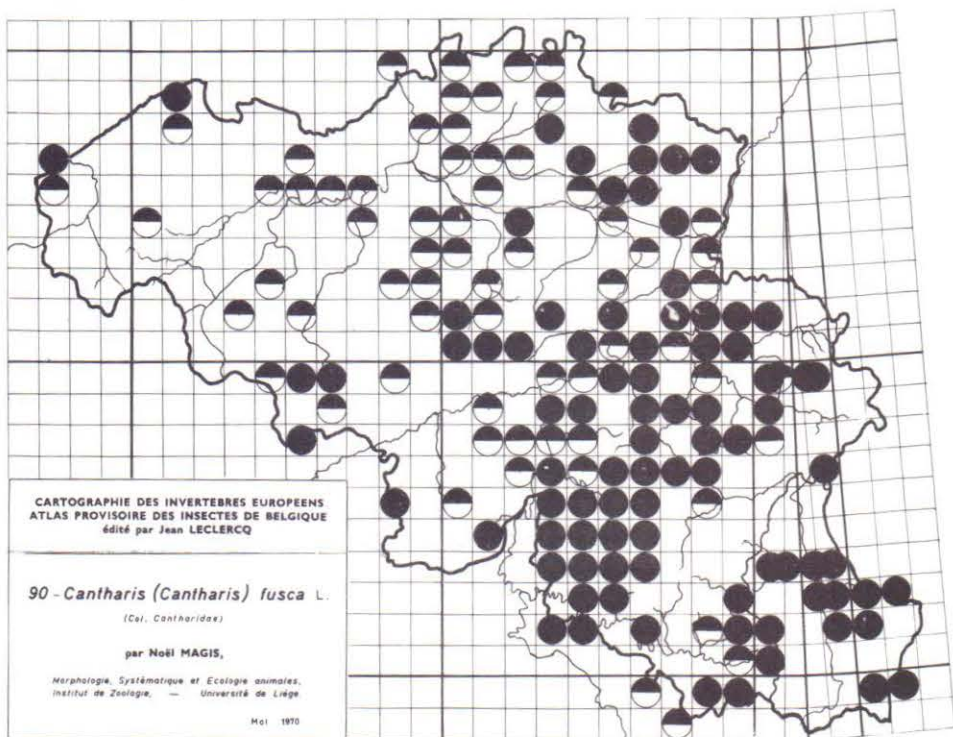 CARTOGRAPHIE DES INVERTEBRES EUROPEENS
ATLAS PROVISOIRE DES INSECTES DE BELGIQUE
édité par Jean LECLERCQ
90 - Cantharis (Cantharis) fusca L.
(Col. Cantharidae)
par Noël MAGIS,
Morphologie, Systématique et Ecologie animales,
Institut de Zoologie, — Université de Liége
Mai 1970